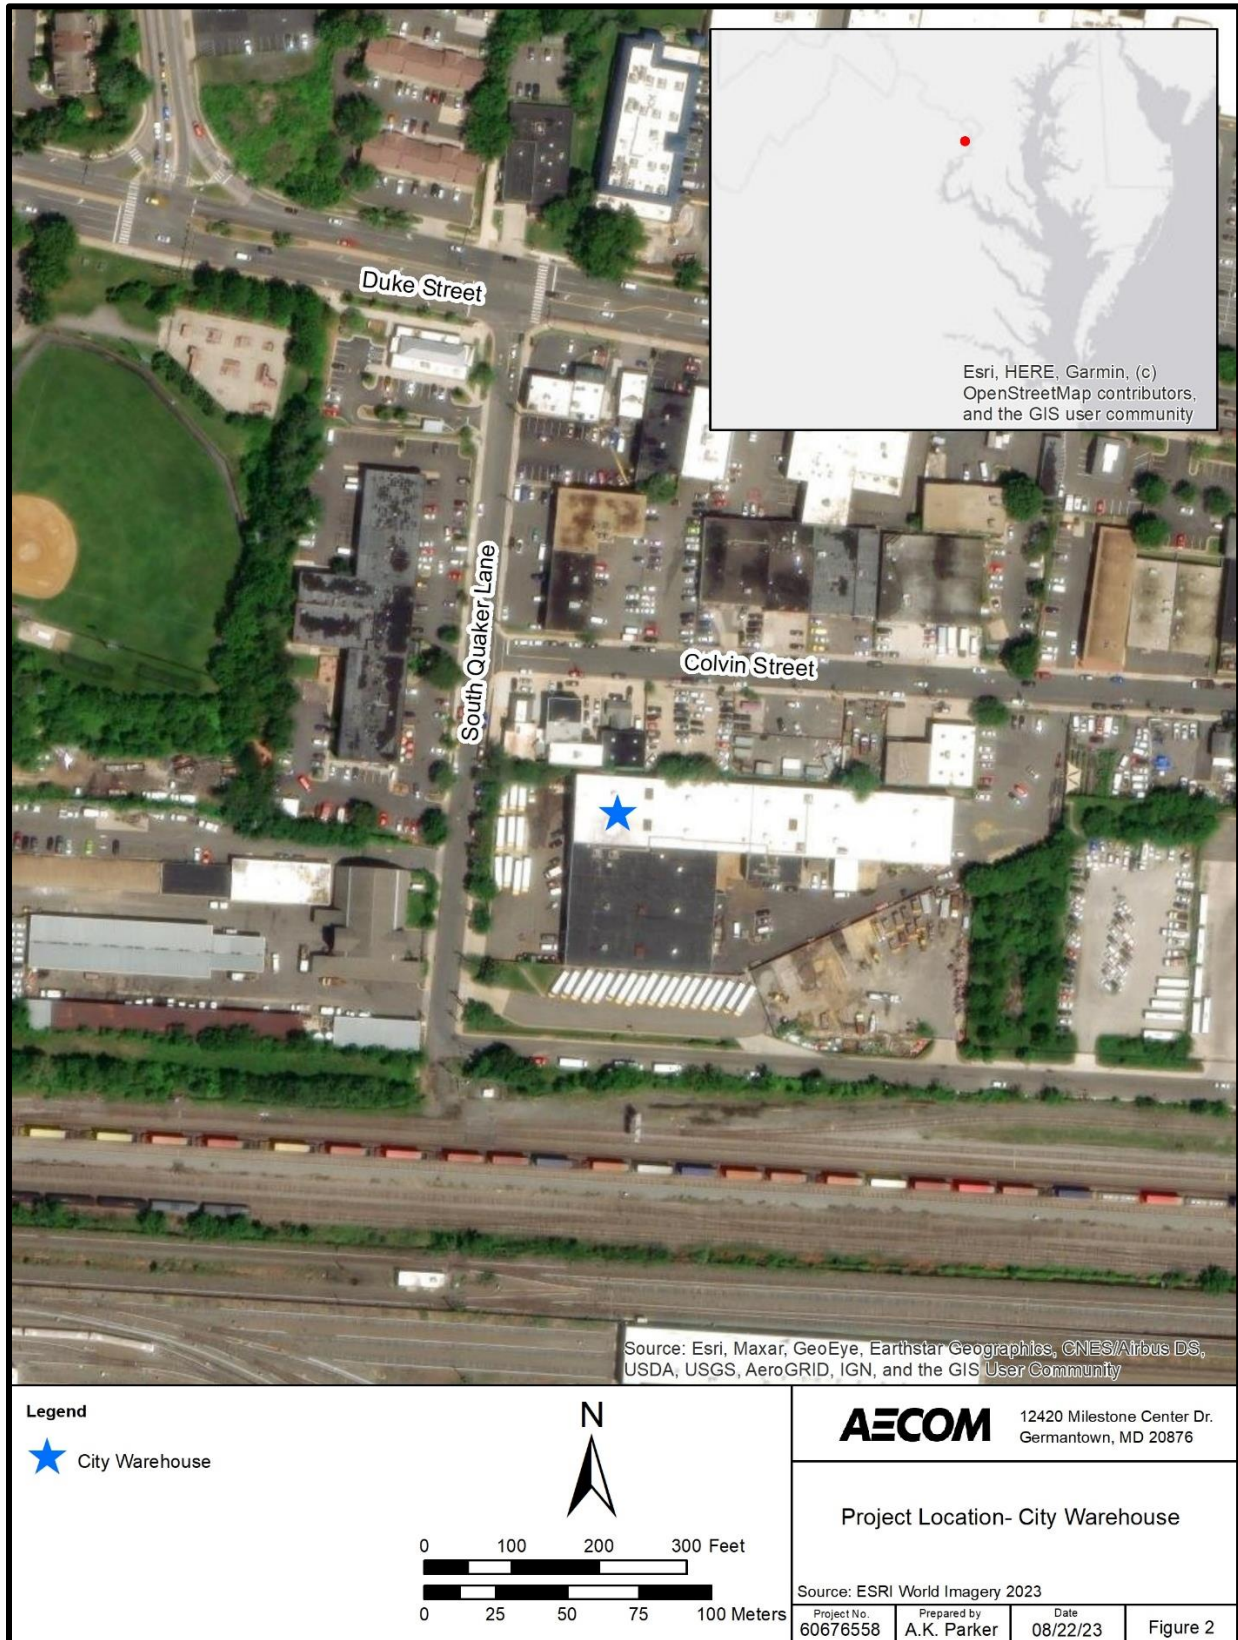 Esri, HERE, Garmin, (c)
OpenStreetMap contributors,
and the GIS user community
Duke Street
South Quaker Lane
Colvin Street
Source: Esri, Maxar, GeoEye, Earthstar Geographics, CNES/Airbus DS,
USDA, USGS, AeroGRID, IGN, and the GIS User Community
Legend
City Warehouse
N
0 100 200 300 Feet
0 25 50 75 100 Meters
AECOM
12420 Milestone Center Dr.
Germantown, MD 20876
Project Location- City Warehouse
Source: ESRI World Imagery 2023
Project No.
60676558
Prepared by
A.K. Parker
Date
08/22/23
Figure 2